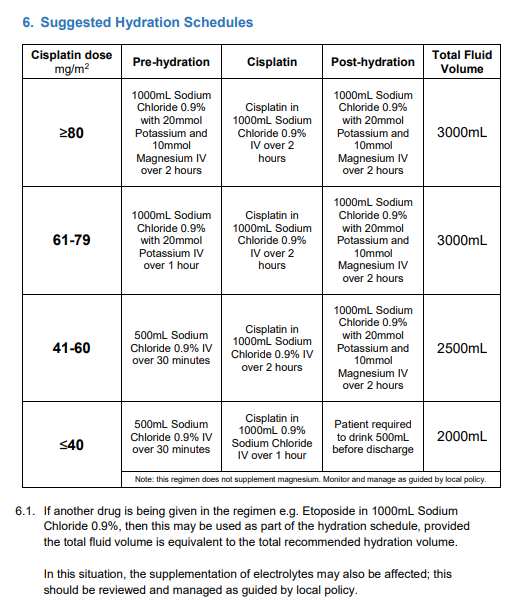 6. Suggested Hydration Schedules
Cisplatin dose
mg/m²
Pre-hydration
Cisplatin
Post-hydration
Total Fluid
Volume
≥80
1000mL Sodium
Chloride 0.9%
with 20mmol
Potassium and
10mmol
Magnesium IV
over 2 hours
Cisplatin in
1000mL Sodium
Chloride 0.9%
IV over 2
hours
1000mL Sodium
Chloride 0.9%
with 20mmol
Potassium and
10mmol
Magnesium IV
over 2 hours
3000mL
61-79
1000mL Sodium
Chloride 0.9%
with 20mmol
Potassium IV
over 1 hour
Cisplatin in
1000mL Sodium
Chloride 0.9%
IV over 2
hours
1000mL Sodium
Chloride 0.9%
with 20mmol
Potassium and
10mmol
Magnesium IV
over 2 hours
3000mL
41-60
500mL Sodium
Chloride 0.9% IV
over 30 minutes
Cisplatin in
1000mL Sodium
Chloride 0.9% IV
over 2 hours
1000mL Sodium
Chloride 0.9%
with 20mmol
Potassium and
10mmol
Magnesium IV
over 2 hours
2500mL
≤40
500mL Sodium
Chloride 0.9% IV
over 30 minutes
Cisplatin in
1000mL 0.9%
Sodium Chloride
IV over 1 hour
Patient required
to drink 500mL
before discharge
2000mL
Note: this regimen does not supplement magnesium. Monitor and manage as guided by local policy.
6.1. If another drug is being given in the regimen e.g. Etoposide in 1000mL Sodium
Chloride 0.9%, then this may be used as part of the hydration schedule, provided
the total fluid volume is equivalent to the total recommended hydration volume.
In this situation, the supplementation of electrolytes may also be affected; this
should be reviewed and managed as guided by local policy.